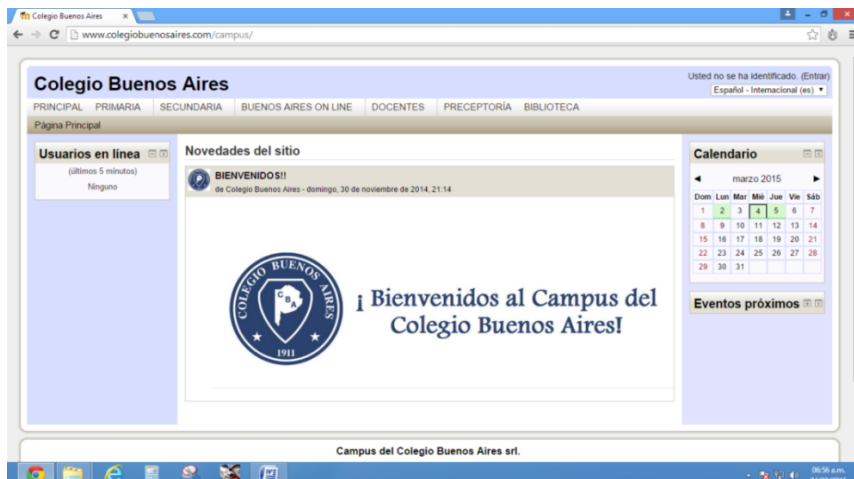 Colegio Buenos Aires
www.colegiobuenosaires.com/campus/
Usted no se ha identificado. (Entrar)
Colegio Buenos Aires
Español - Internacional (es)
PRINCIPAL PRIMARIA SECUNDARIA BUENOS AIRES ON LINE DOCENTES PRECEPTORÍA BIBLIOTECA
Página Principal
Usuarios en línea
(últimos 5 minutos)
Ninguno
Novedades del sitio
BIENVENIDOS!!
de Colegio Buenos Aires - domingo, 30 de noviembre de 2014, 21:14
COLEGIO BUENOS AIRES
CBA
1911
¡ Bienvenidos al Campus del
Colegio Buenos Aires!
Calendario
marzo 2015
Dom Lun Mar Mié Jue Vie Sáb
1 2 3 4 5 6 7
8 9 10 11 12 13 14
15 16 17 18 19 20 21
22 23 24 25 26 27 28
29 30 31
Eventos próximos
Campus del Colegio Buenos Aires srl.
06:56 a.m.